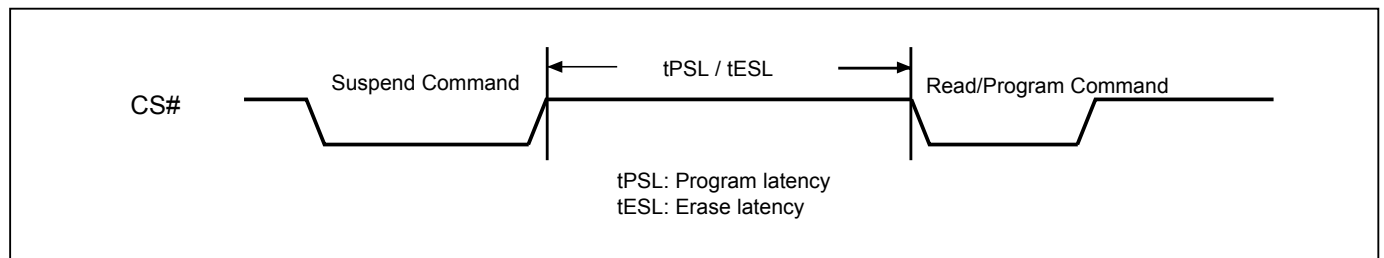 tPSL / tESL
Suspend Command
Read/Program Command
CS#
tPSL: Program latency
tESL: Erase latency